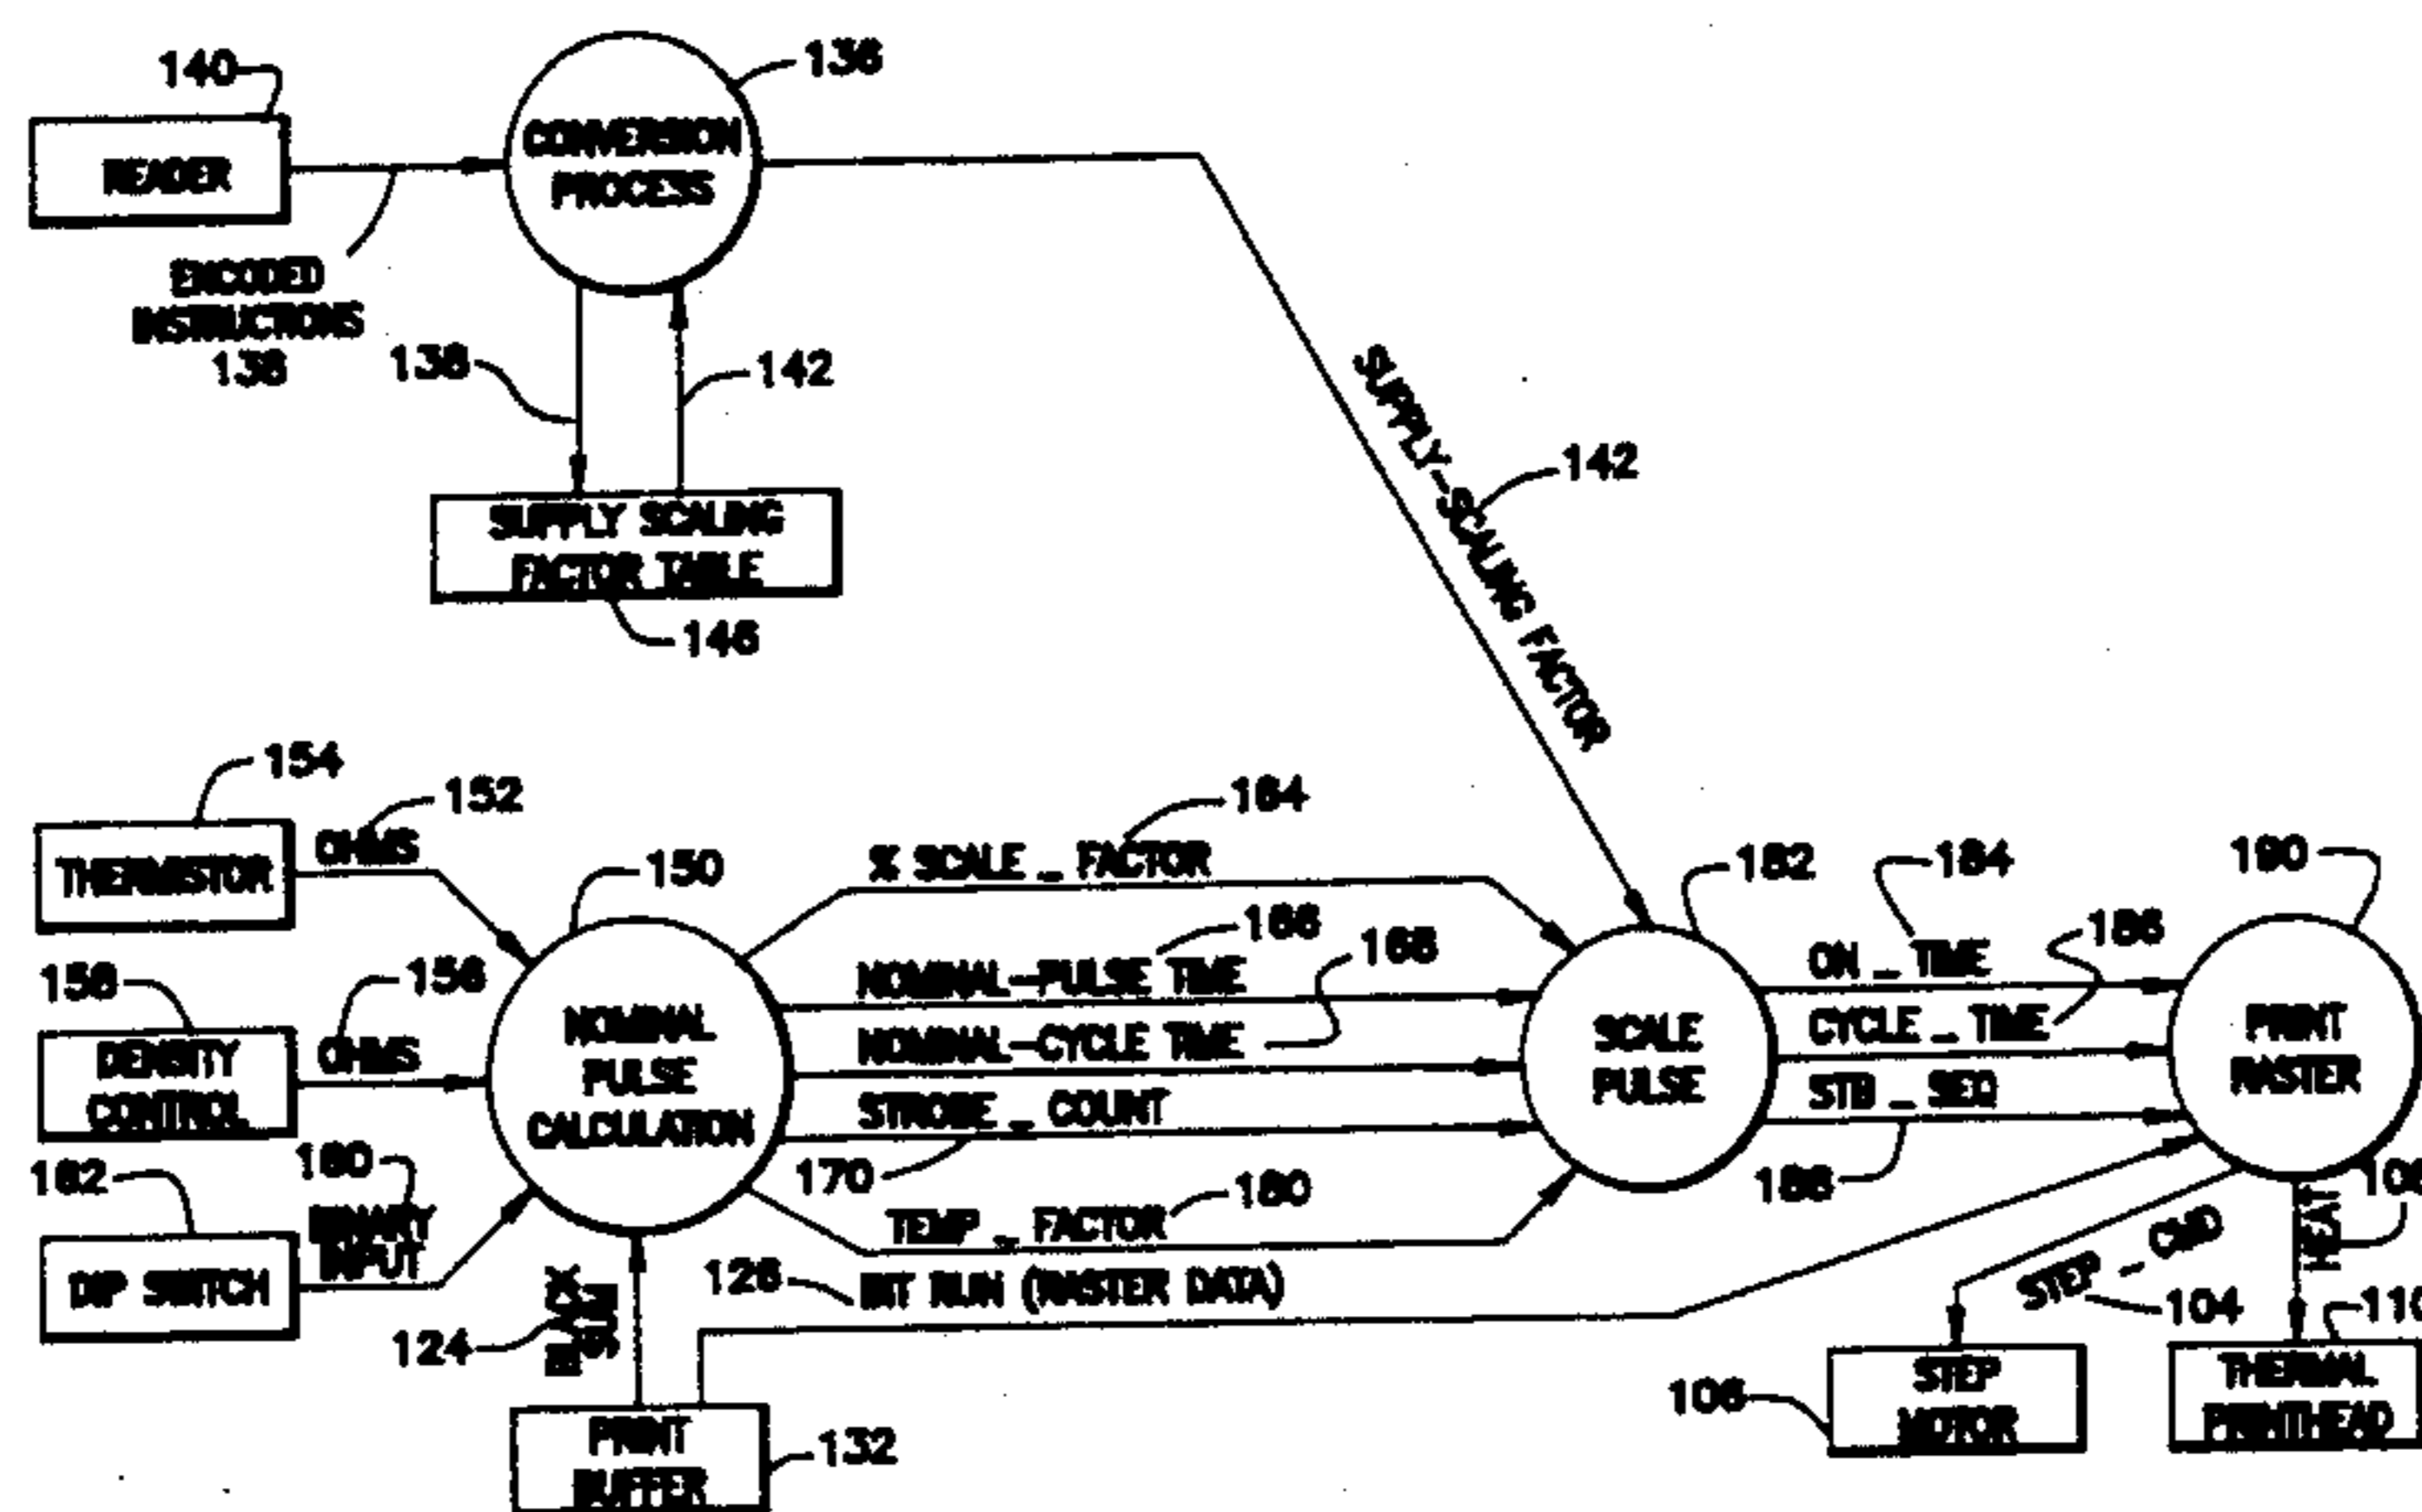 140
136
READER
CONVERSION
PROCESS
ENCODED
INSTRUCTIONS
138
138
142
SUPPLY SCALING
FACTOR TABLE
146
SUPPLY-SCALING FACTOR
142
154
152
OHMS
THERMISTOR
150
% SCALE _ FACTOR
164
182
184
190
156
OHMS
DENSITY
CONTROL
NOMINAL
PULSE
CALCULATION
NOMINAL-PULSE TIME
166
168
NOMINAL-CYCLE TIME
STROBE _ COUNT
170
SCALE
PULSE
ON _ TIME
186
CYCLE _ TIME
STB _ SEQ
188
PRINT
RASTER
162
160
BINARY
INPUT
DIP SWITCH
TEMP _ FACTOR
180
126
BIT RUN (RASTER DATA)
124
STEP _ CMD
104
110
106
STEP
MOTOR
THERMAL
PRINTHEAD
PRINT
BUFFER
132